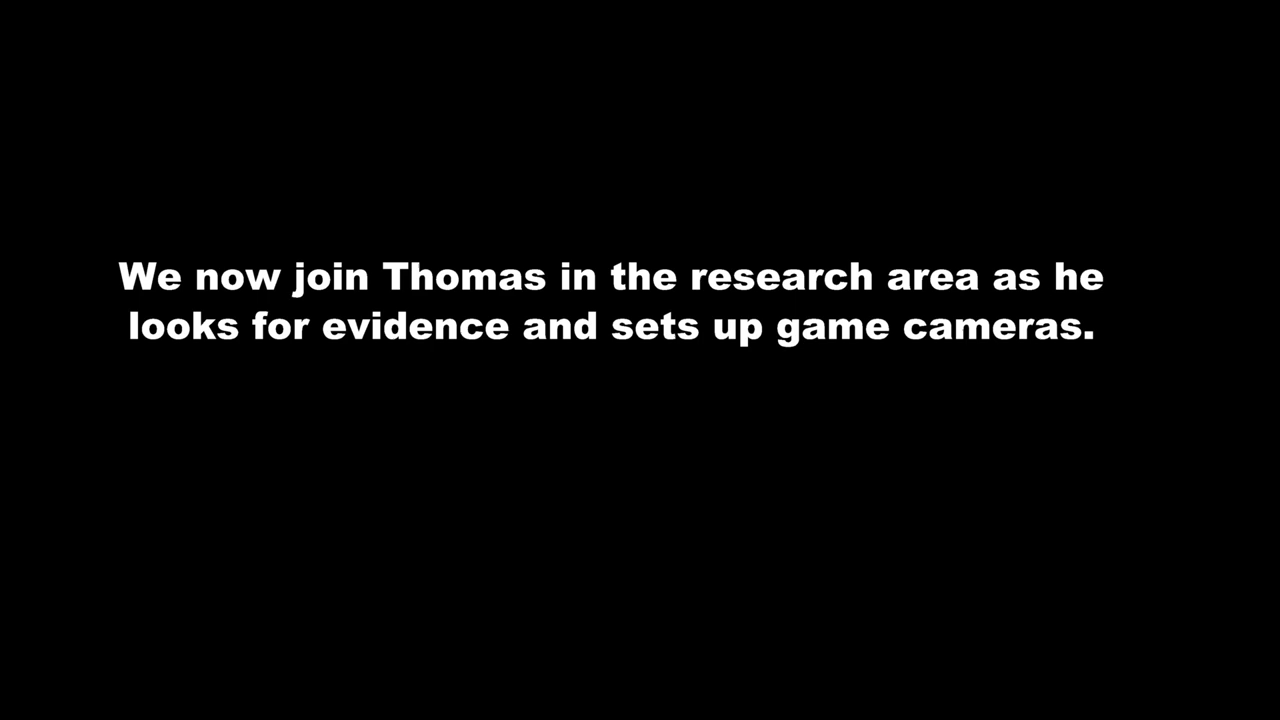 We now join Thomas in the research area as he
looks for evidence and sets up game cameras.